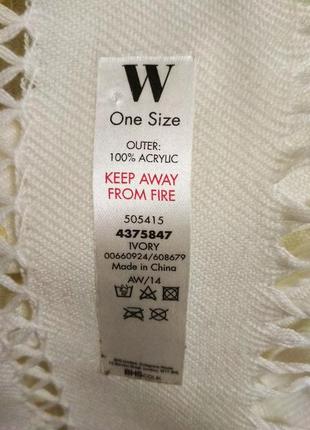 W
One Size
OUTER:
100% ACRYLIC
KEEP AWAY
FROM FIRE
505415
4375847
IVORY
00660924/608679
Made in China
AW/14
BHS